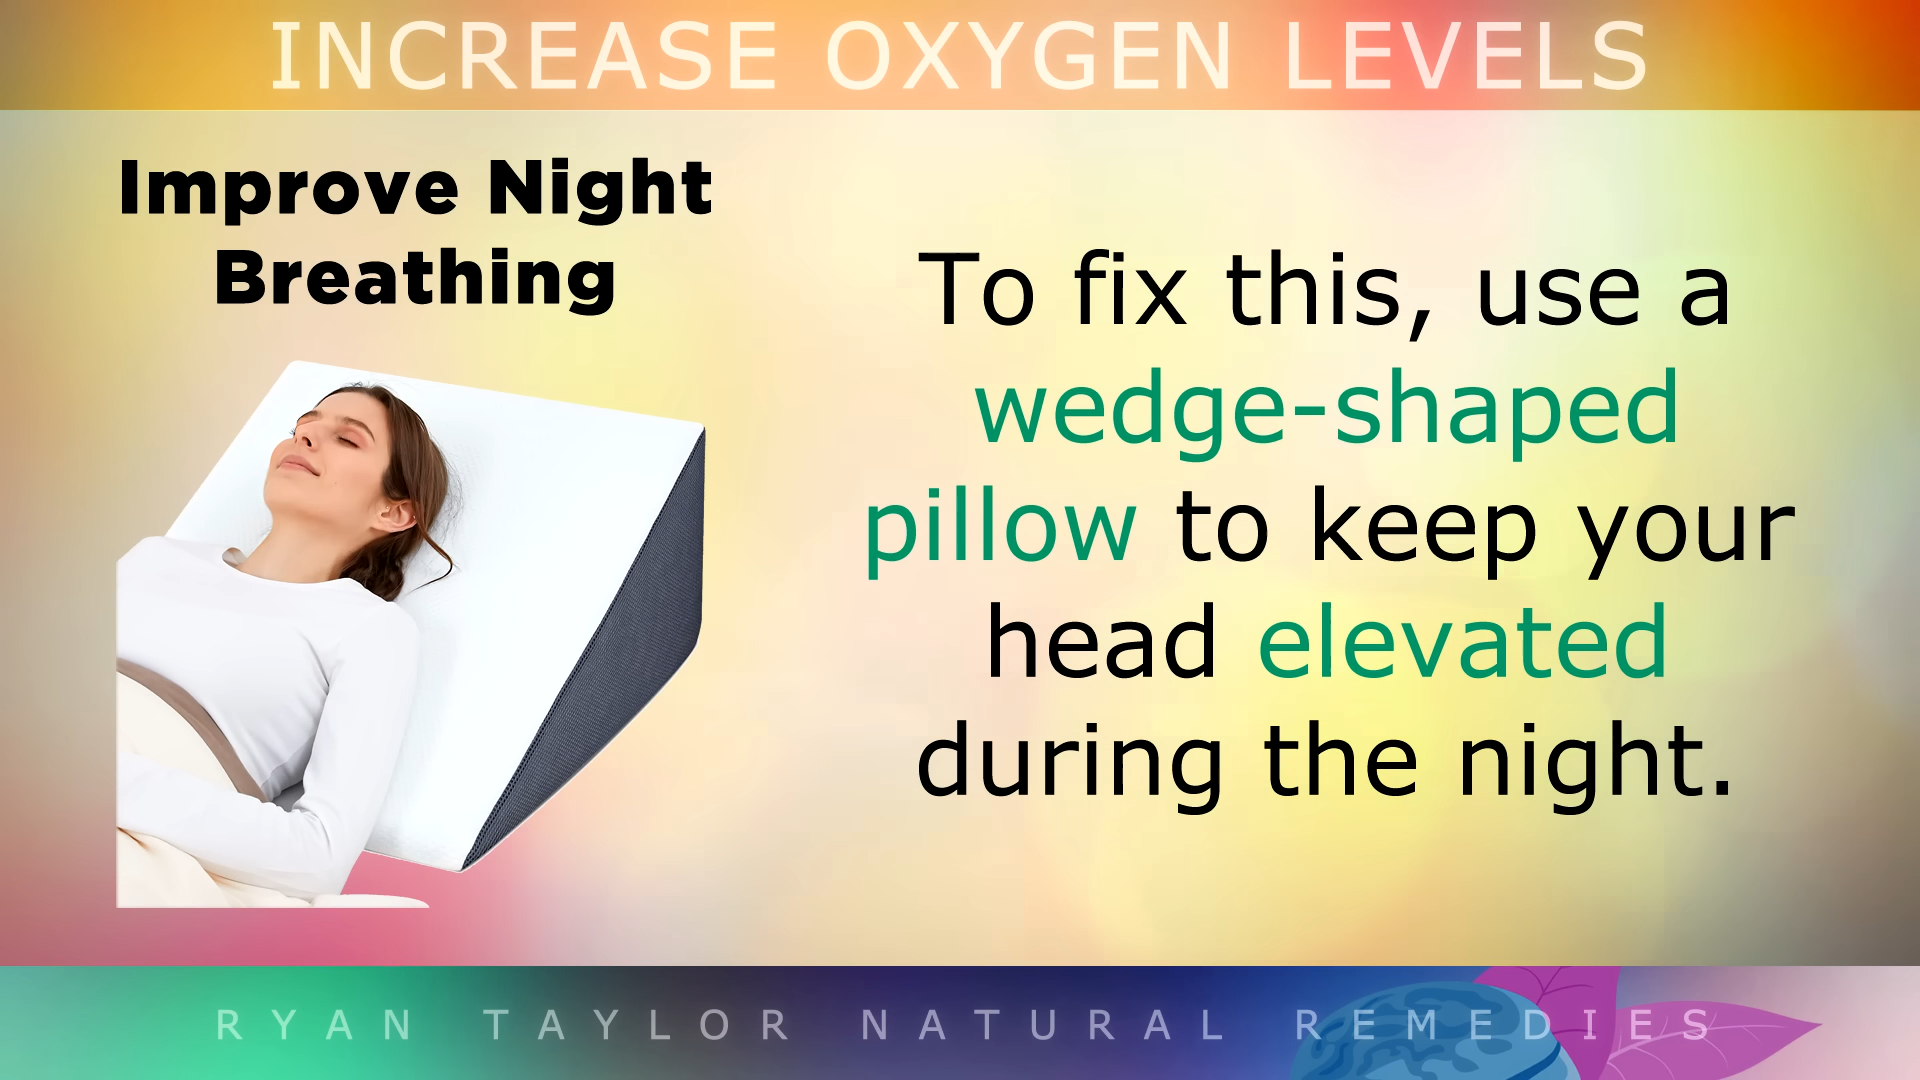 INCREASE OXYGEN LEVELS
Improve Night
Breathing
To fix this, use a
wedge-shaped
pillow to keep your
head elevated
during the night.
RYAN TAYLOR NATURAL REMEDIES